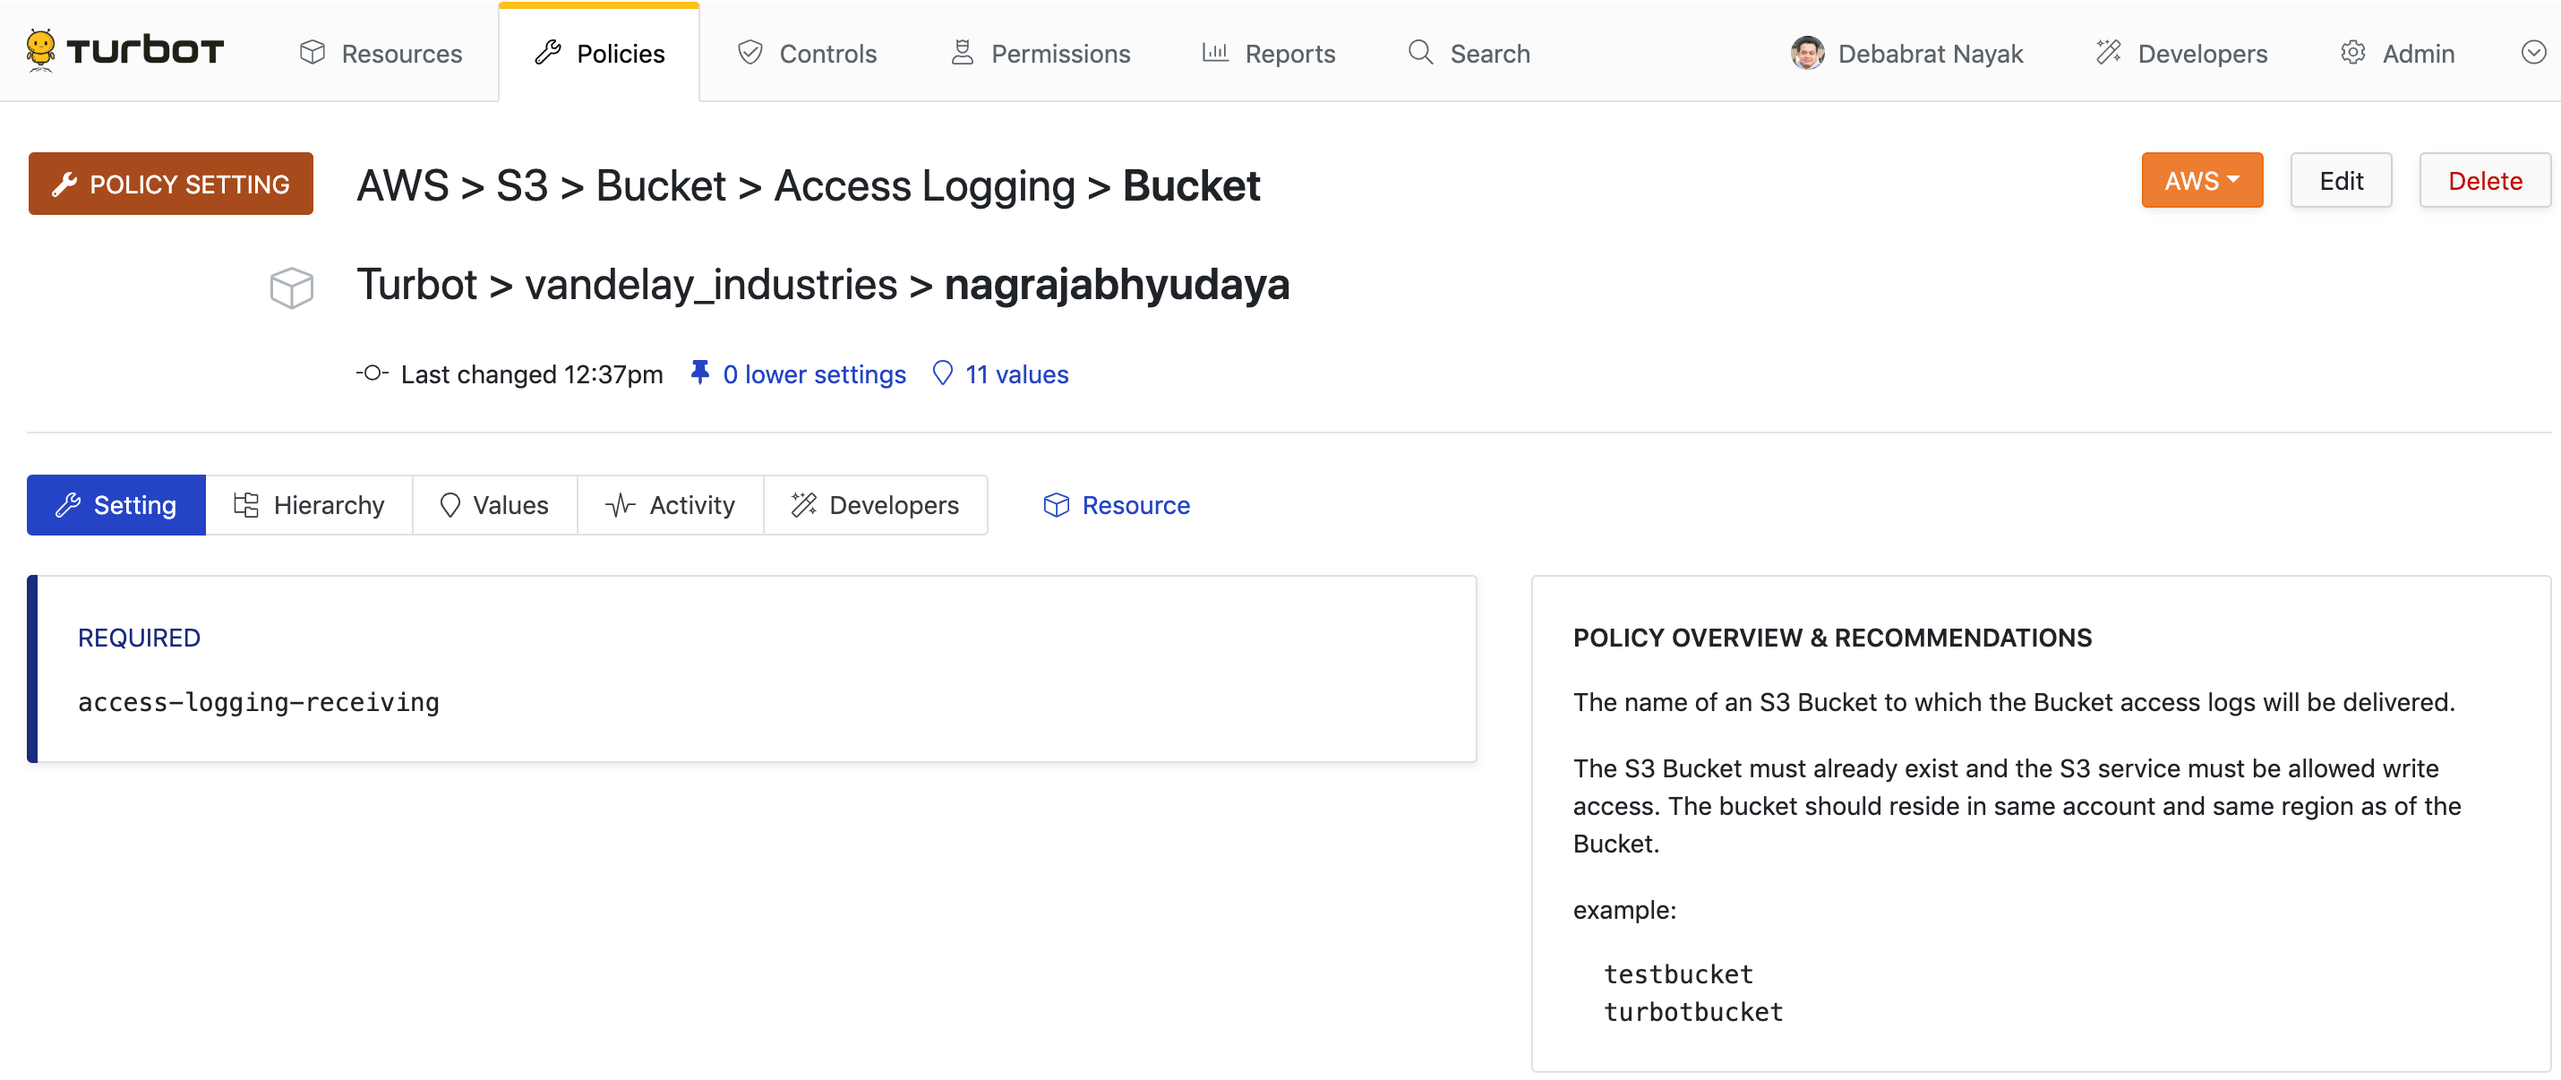 TURBOT Resources Policies Controls Permissions Reports Search Debabrat Nayak Developers Admin
POLICY SETTING AWS > S3 > Bucket > Access Logging > Bucket AWS Edit Delete
Turbot > vandelay_industries > nagrajabhyudaya
Last changed 12:37pm 0 lower settings 11 values
Setting Hierarchy Values Activity Developers Resource
REQUIRED
access-logging-receiving
POLICY OVERVIEW & RECOMMENDATIONS
The name of an S3 Bucket to which the Bucket access logs will be delivered.
The S3 Bucket must already exist and the S3 service must be allowed write
access. The bucket should reside in same account and same region as of the
Bucket.
example:
testbucket
turbotbucket